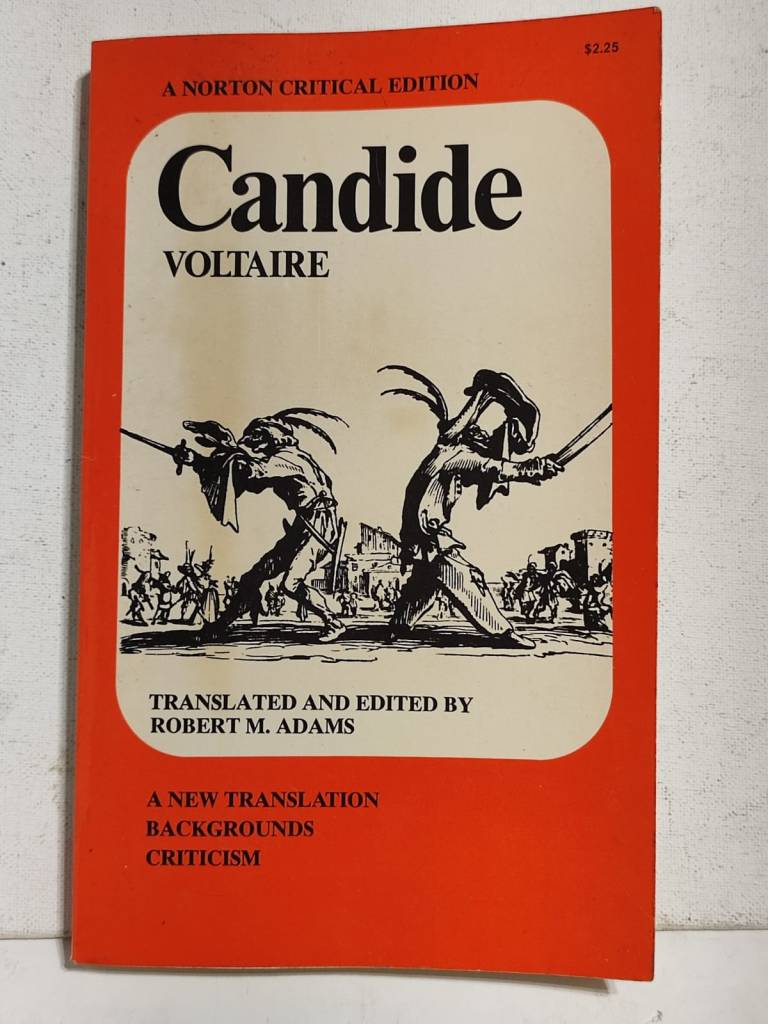 $2.25
A NORTON CRITICAL EDITION
Candide
VOLTAIRE
TRANSLATED AND EDITED BY
ROBERT M. ADAMS
A NEW TRANSLATION
BACKGROUNDS
CRITICISM